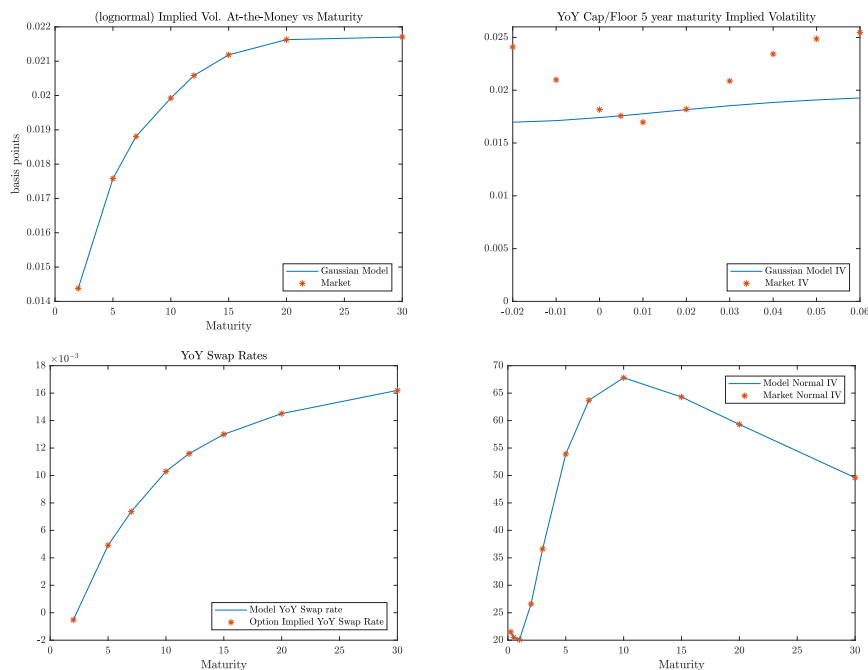 (lognormal) Implied Vol. At-the-Money vs Maturity
0.022
0.021
0.02
0.019
0.018
0.017
0.016
0.015
0.014
basis points
0 5 10 15 20 25 30
Maturity
Gaussian Model
Market
YoY Cap/Floor 5 year maturity Implied Volatility
0.025
0.02
0.015
0.01
0.005
0
-0.02 -0.01 0 0.01 0.02 0.03 0.04 0.05 0.06
Gaussian Model IV
Market IV
YoY Swap Rates
×10⁻³
18
16
14
12
10
8
6
4
2
0
-2
0 5 10 15 20 25 30
Maturity
Model YoY Swap rate
Option Implied YoY Swap Rate
70
65
60
55
50
45
40
35
30
25
20
0 5 10 15 20 25 30
Maturity
Model Normal IV
Market Normal IV